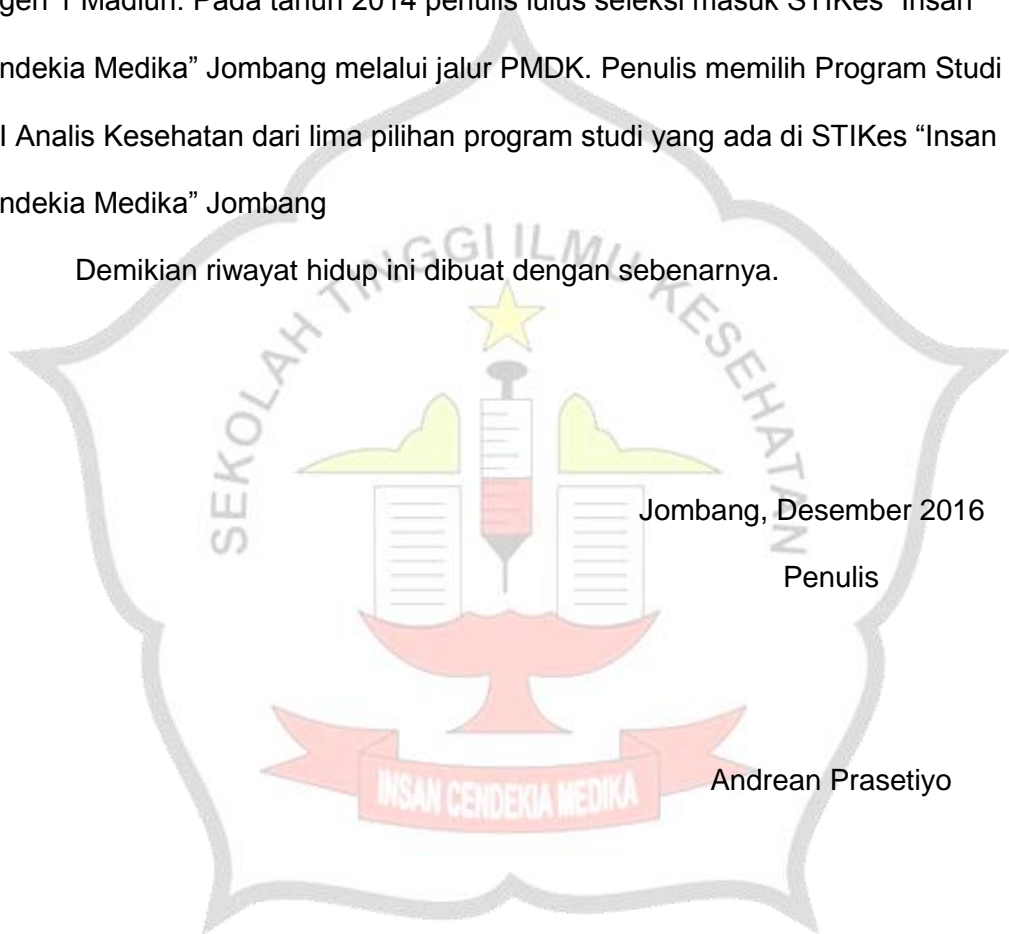 geri 1 Madiun. Pada tahun 2014 penulis lulus seleksi masuk STIKes “Insan
ndekia Medika” Jombang melalui jalur PMDK. Penulis memilih Program Studi
I Analis Kesehatan dari lima pilihan program studi yang ada di STIKes “Insan
ndekia Medika” Jombang
Demikian riwayat hidup ini dibuat dengan sebenarnya.
SEKOLAH TINGGI ILMU KESEHATAN
Jombang, Desember 2016
Penulis
Andrean Prasetiyo
INSAN CENDEKIA MEDIKA